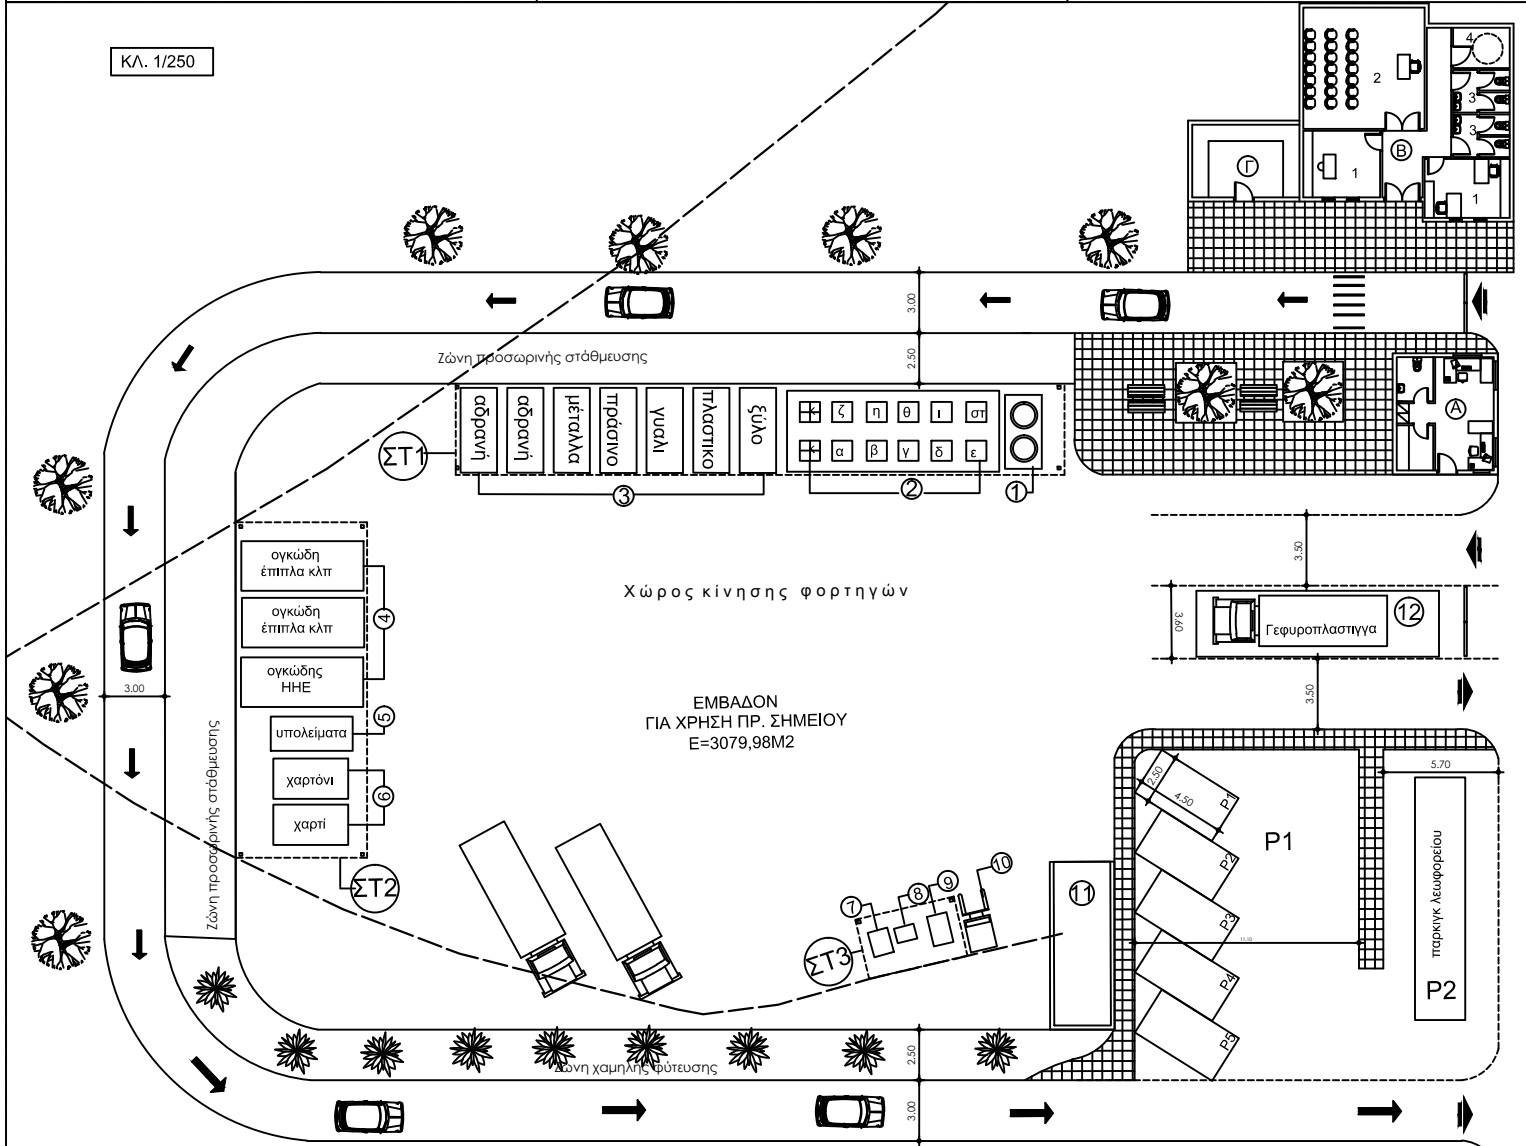 ΚΛ. 1/250
2
4
3
3
Β
Γ
1
1
3.00
Ζώνη προσωρινής στάθμευσης
2.50
αδρανή
αδρανή
μέταλλα
πράσινο
γυαλι
πλαστικο
ξύλο
κ ζ η θ ι στ
κ α β γ δ ε
Α
ΣΤ1
3
2
1
3.50
ογκώδη
έπιπλα κλπ
ογκώδη
έπιπλα κλπ
4
Χώρος κίνησης φορτηγών
3.60
Γεφυροπλαστιγγα
12
ογκώδης
ΗΗΕ
3.00
3.50
ΕΜΒΑΔΟΝ
ΓΙΑ ΧΡΗΣΗ ΠΡ. ΣΗΜΕΙΟΥ
Ε=3079,98Μ2
υπολείματα
5
χαρτόνι
6
χαρτί
Ζώνη προσωρινής στάθμευσης
ΣΤ2
5.70
2.50
4.50
P1
P2
P3
P4
P5
P1
11.10
παρκιγκ λεωφορείου
P2
7
8
9
10
11
ΣΤ3
2.50
Ζώνη χαμηλής φύτευσης
3.00